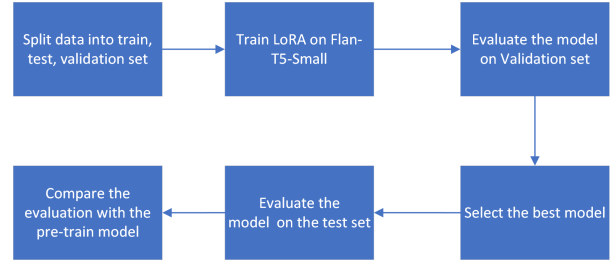 Split data into train,
test, validation set
Train LoRA on Flan-
T5-Small
Evaluate the model
on Validation set
Select the best model
Evaluate the
model on the test set
Compare the
evaluation with the
pre-train model